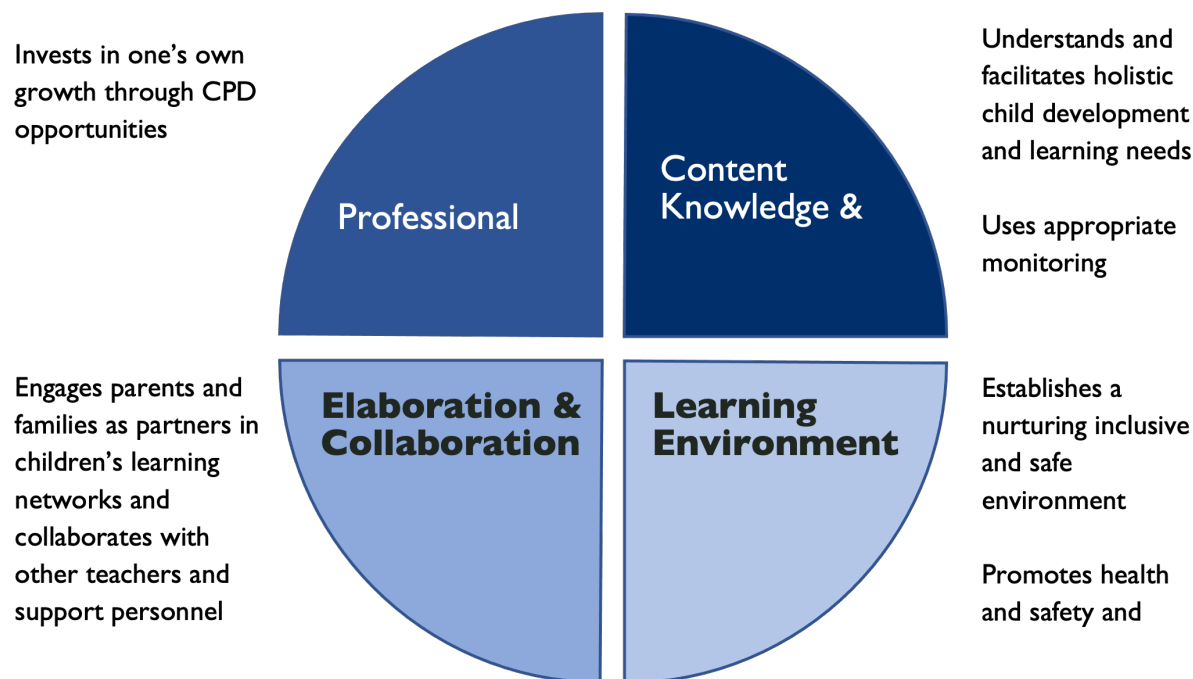 Invests in one’s own
growth through CPD
opportunities
Professional
Content
Knowledge &
Understands and
facilitates holistic
child development
and learning needs
Uses appropriate
monitoring
Engages parents and
families as partners in
children’s learning
networks and
collaborates with
other teachers and
support personnel
Elaboration &
Collaboration
Learning
Environment
Establishes a
nurturing inclusive
and safe
environment
Promotes health
and safety and